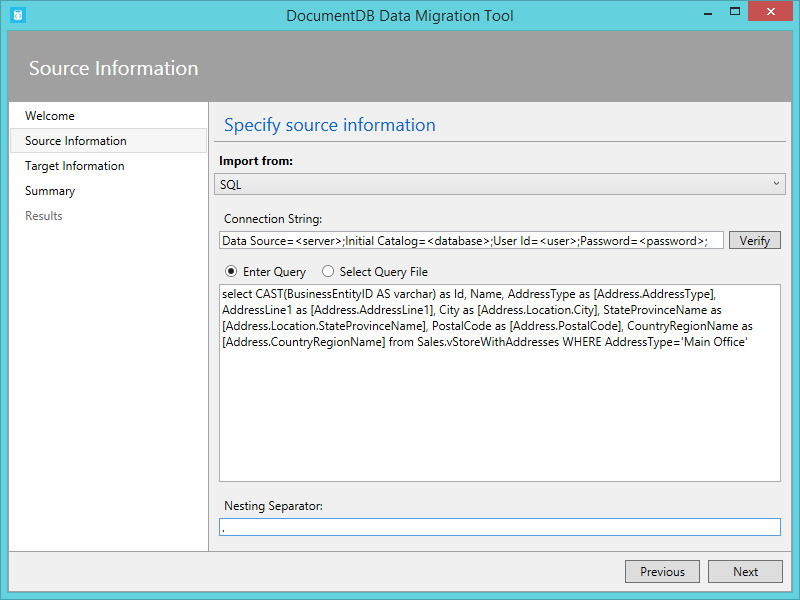 DocumentDB Data Migration Tool
Source Information
Welcome
Source Information
Target Information
Summary
Results
Specify source information
Import from:
SQL
Connection String:
Data Source=<server>;Initial Catalog=<database>;User Id=<user>;Password=<password>;
Verify
Enter Query
Select Query File
select CAST(BusinessEntityID AS varchar) as Id, Name, AddressType as [Address.AddressType],
AddressLine1 as [Address.AddressLine1], City as [Address.Location.City], StateProvinceName as
[Address.Location.StateProvinceName], PostalCode as [Address.PostalCode], CountryRegionName as
[Address.CountryRegionName] from Sales.vStoreWithAddresses WHERE AddressType='Main Office'
Nesting Separator:
.
Previous
Next